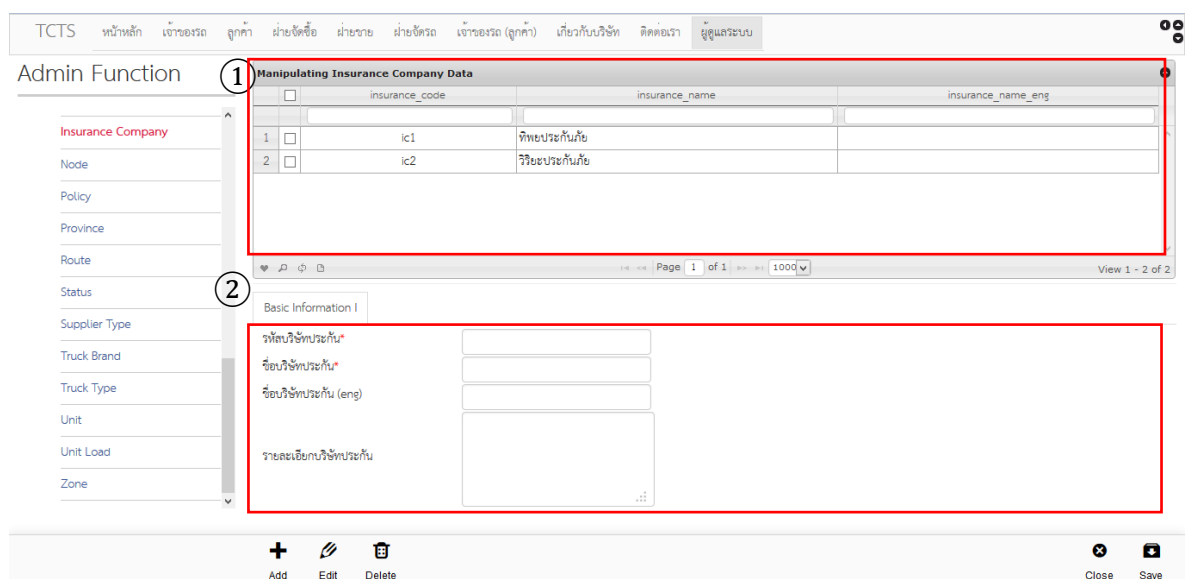 TCTS หน้าหลัก เจ้าของรถ ลูกค้า ฝ่ายจัดซื้อ ฝ่ายขาย ฝ่ายจัดรถ เจ้าของรถ (ลูกค้า) เกี่ยวกับบริษัท ติดต่อเรา ผู้ดูแลระบบ
Admin Function
1
Manipulating Insurance Company Data
insurance_code insurance_name insurance_name_eng
1 ic1 ทิพยประกันภัย
2 ic2 วิริยะประกันภัย
Page 1 of 1 1000 View 1 - 2 of 2
Insurance Company
Node
Policy
Province
Route
Status
Supplier Type
Truck Brand
Truck Type
Unit
Unit Load
Zone
2
Basic Information I
รหัสบริษัทประกัน*
ชื่อบริษัทประกัน*
ชื่อบริษัทประกัน (eng)
รายละเอียกบริษัทประกัน
Add Edit Delete Close Save